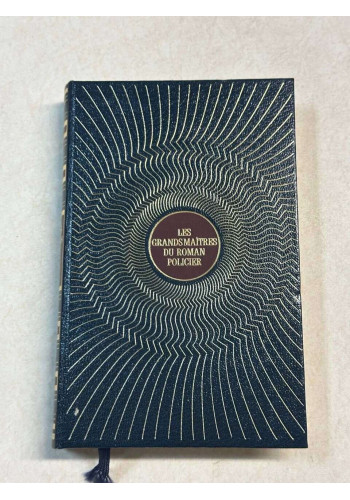 LES
GRANDS MAÎTRES
DU ROMAN
POLICIER